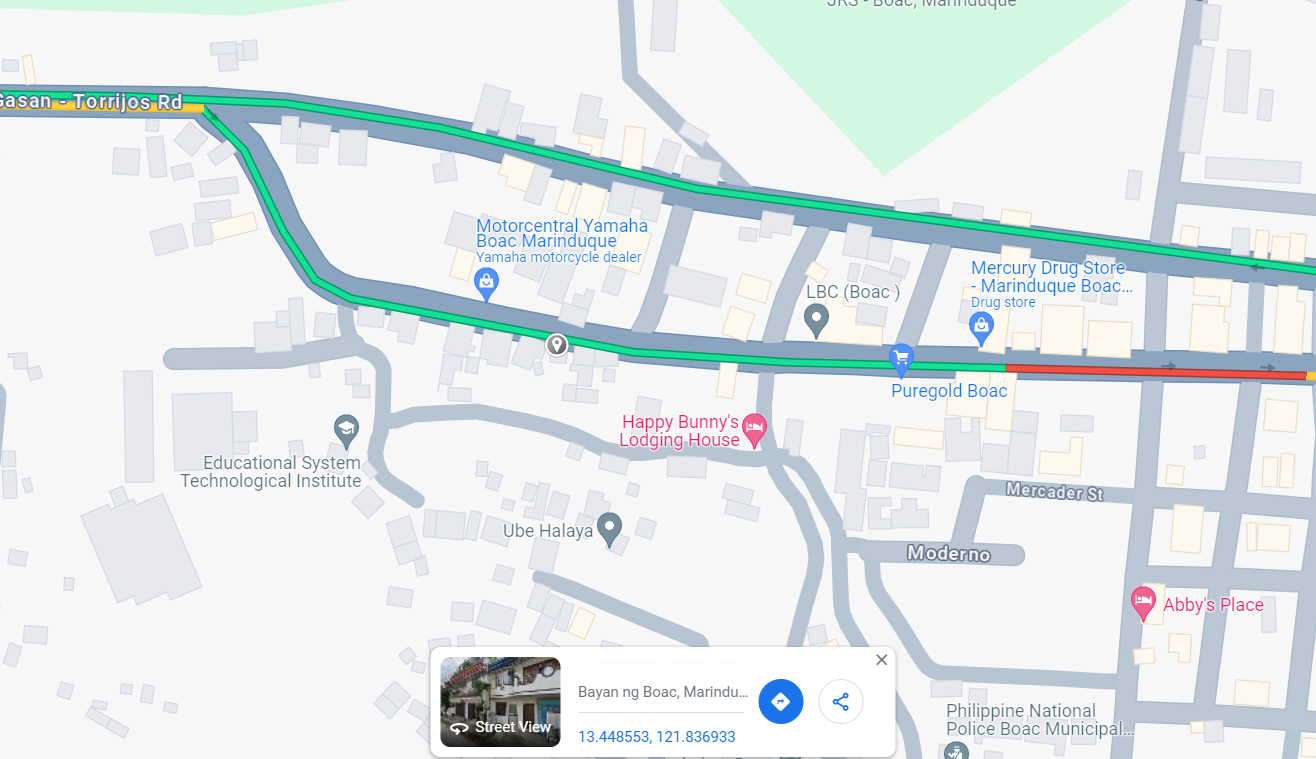 JRS - Boac, Marinduque
Gasan - Torrijos Rd
Motorcentral Yamaha
Boac Marinduque
Yamaha motorcycle dealer
Mercury Drug Store
- Marinduque Boac...
Drug store
LBC (Boac )
Puregold Boac
Happy Bunny's
Lodging House
Educational System
Technological Institute
Mercader St
Ube Halaya
Moderno
Abby's Place
Street View
Bayan ng Boac, Marindu...
13.448553, 121.836933
Philippine National
Police Boac Municipal...